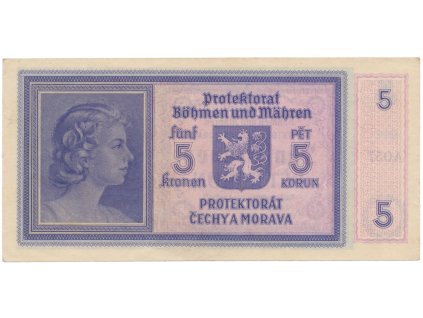 Protektorat
Böhmen und Mähren
fünf PĚT
5 5
kronen KORUN
PROTEKTORÁT
ČECHY A MORAVA
5
5